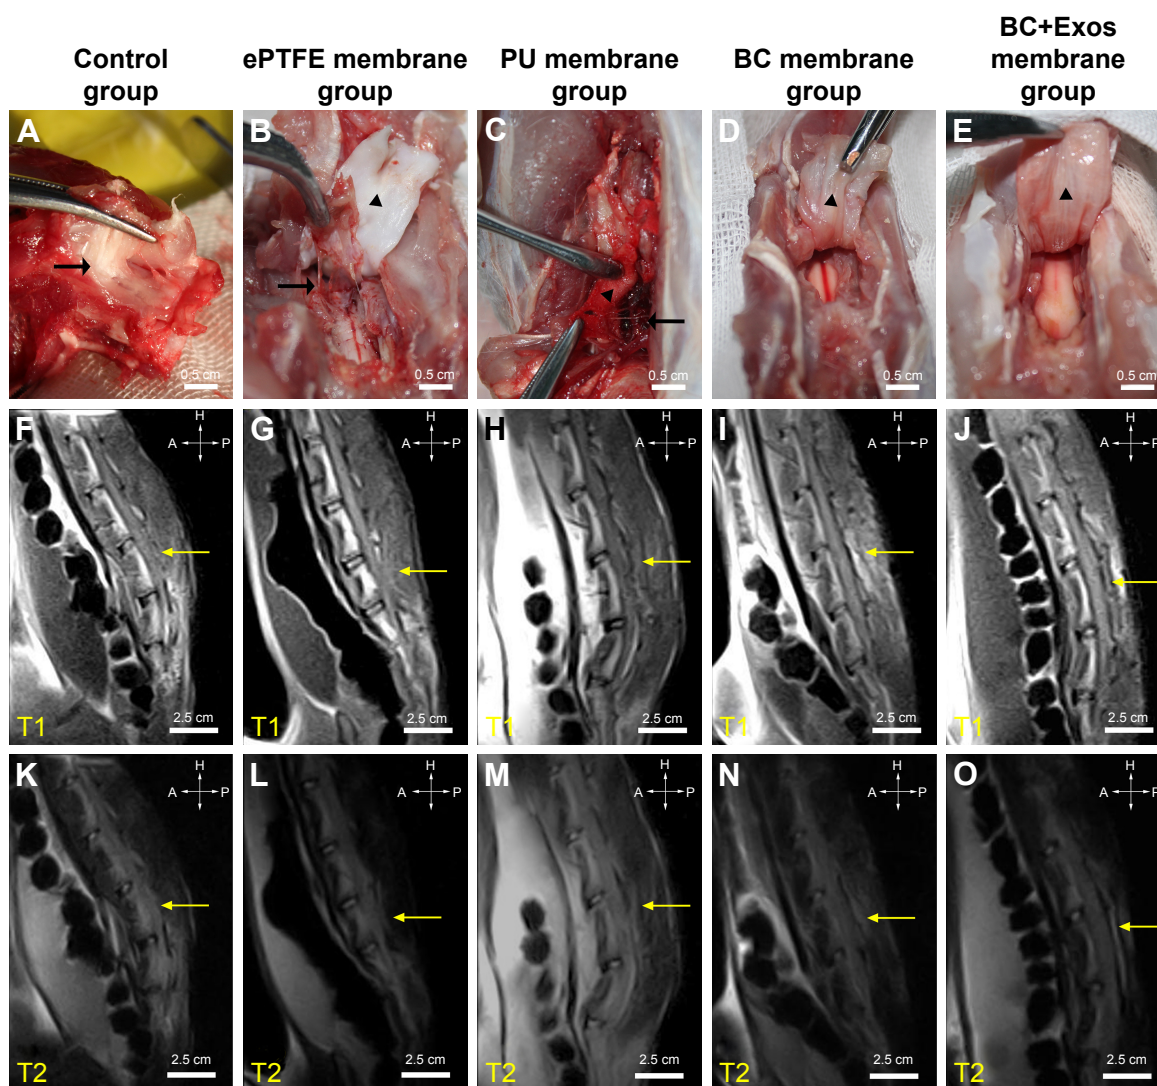 Control
group
ePTFE membrane
group
PU membrane
group
BC membrane
group
BC+Exos
membrane
group
A
0.5 cm
B
0.5 cm
C
0.5 cm
D
0.5 cm
E
0.5 cm
F
H
A P
T1
2.5 cm
G
H
A P
2.5 cm
H
H
A P
T1
2.5 cm
I
H
A P
T1
2.5 cm
J
H
A P
T1
2.5 cm
K
H
A P
T2
2.5 cm
L
H
A P
T2
2.5 cm
M
H
A P
T2
2.5 cm
N
H
A P
T2
2.5 cm
O
H
A P
T2
2.5 cm